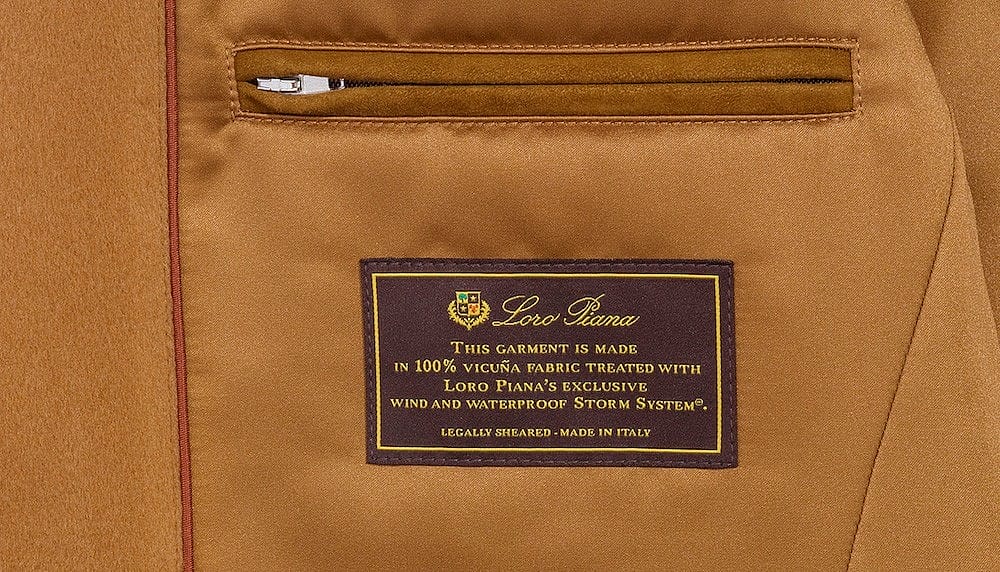 Loro Piana
THIS GARMENT IS MADE
IN 100% VICUÑA FABRIC TREATED WITH
LORO PIANA'S EXCLUSIVE
WIND AND WATERPROOF STORM SYSTEM®.
LEGALLY SHEARED - MADE IN ITALY